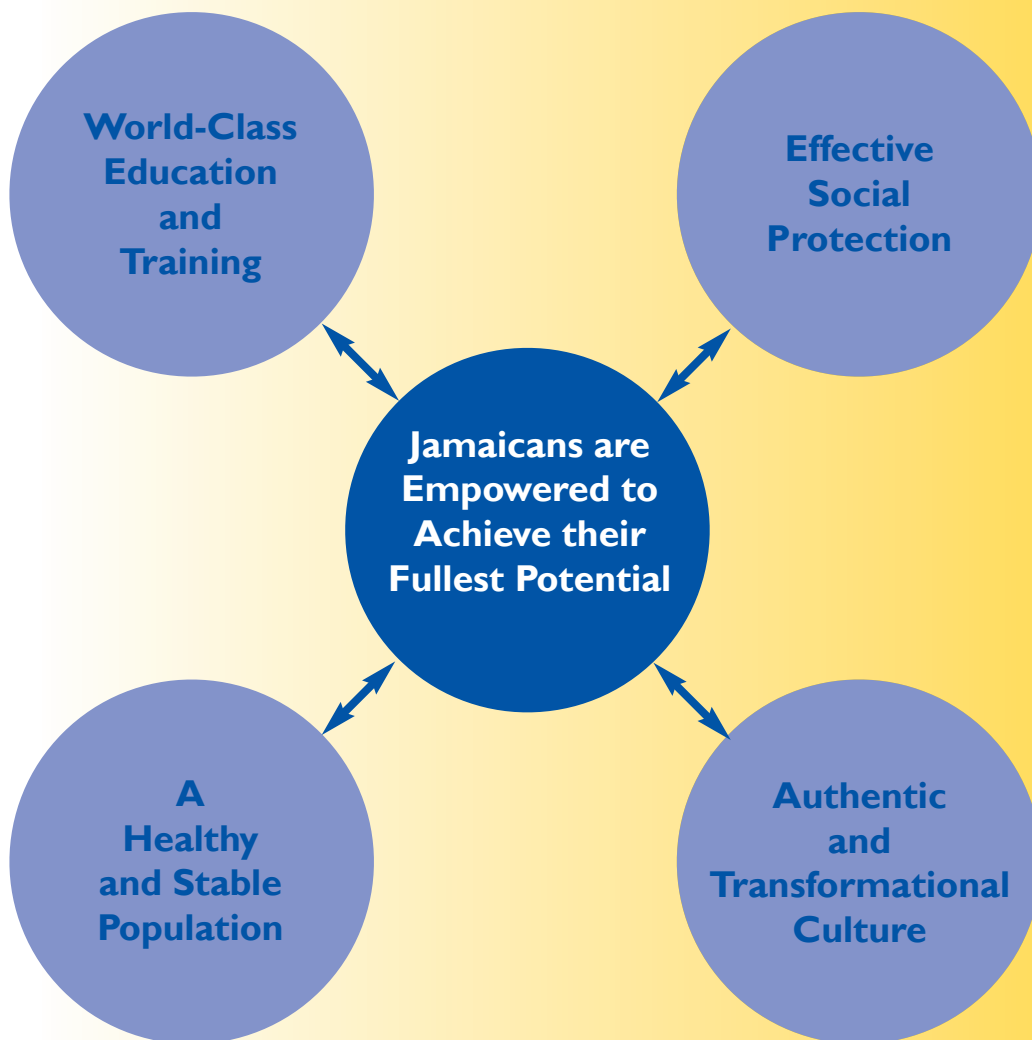 World-Class
Education
and
Training
Effective
Social
Protection
Jamaicans are
Empowered to
Achieve their
Fullest Potential
A
Healthy
and Stable
Population
Authentic
and
Transformational
Culture